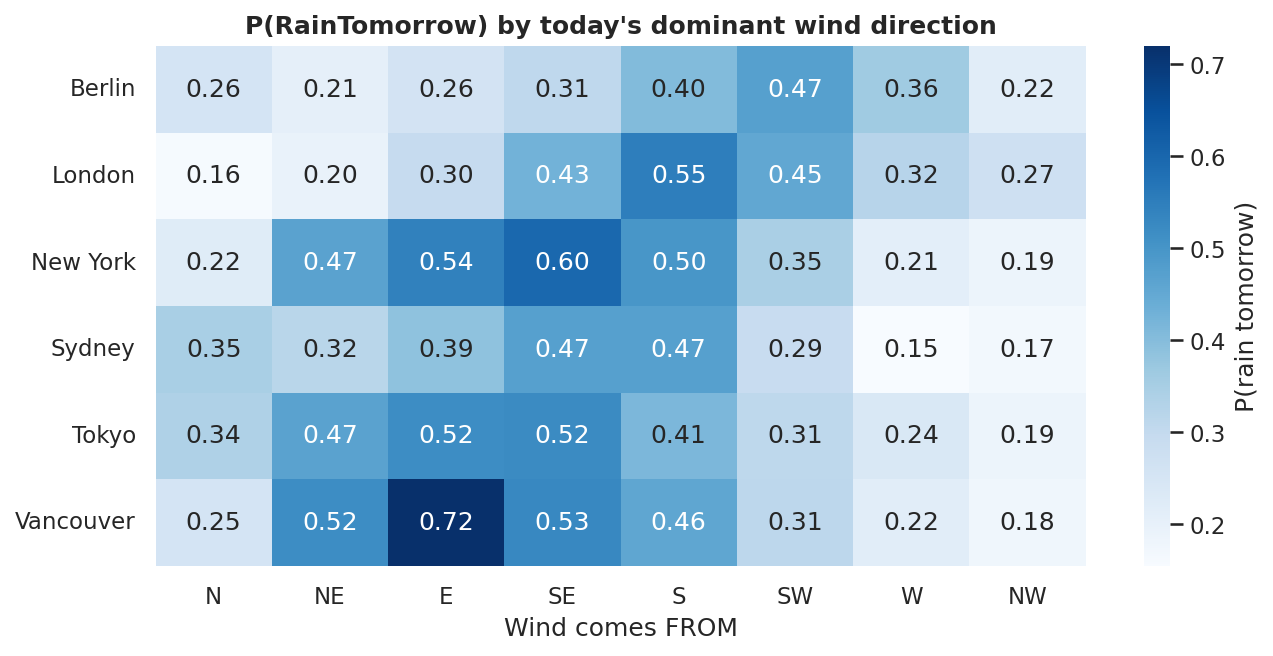 P(RainTomorrow) by today's dominant wind direction
Berlin 0.26 0.21 0.26 0.31 0.40 0.47 0.36 0.22
London 0.16 0.20 0.30 0.43 0.55 0.45 0.32 0.27
New York 0.22 0.47 0.54 0.60 0.50 0.35 0.21 0.19
Sydney 0.35 0.32 0.39 0.47 0.47 0.29 0.15 0.17
Tokyo 0.34 0.47 0.52 0.52 0.41 0.31 0.24 0.19
Vancouver 0.25 0.52 0.72 0.53 0.46 0.31 0.22 0.18
N NE E SE S SW W NW
Wind comes FROM
0.7
0.6
0.5
0.4
0.3
0.2
P(rain tomorrow)